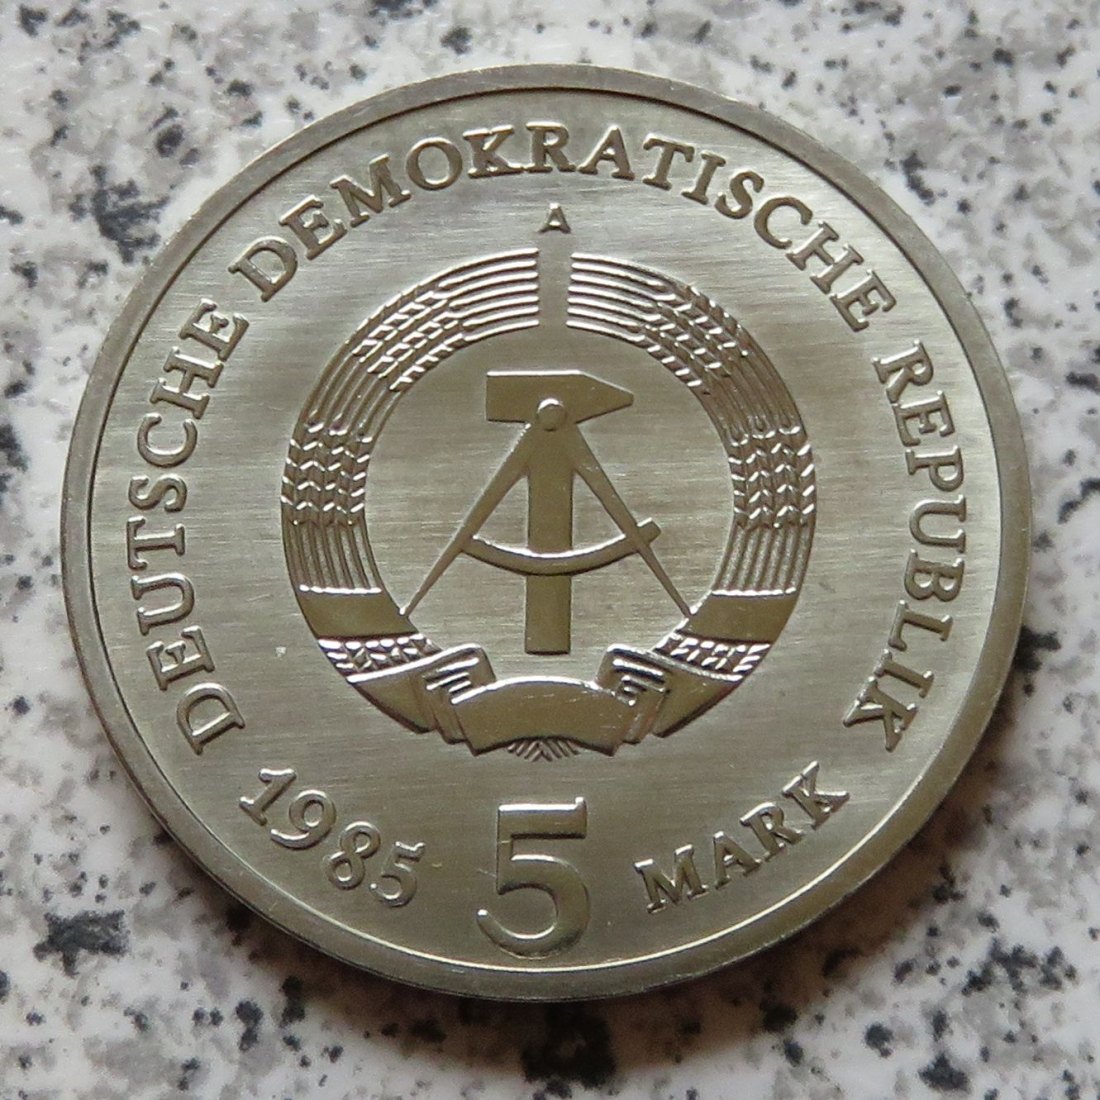 DEUTSCHE DEMOKRATISCHE REPUBLIK
A
1985 5 MARK